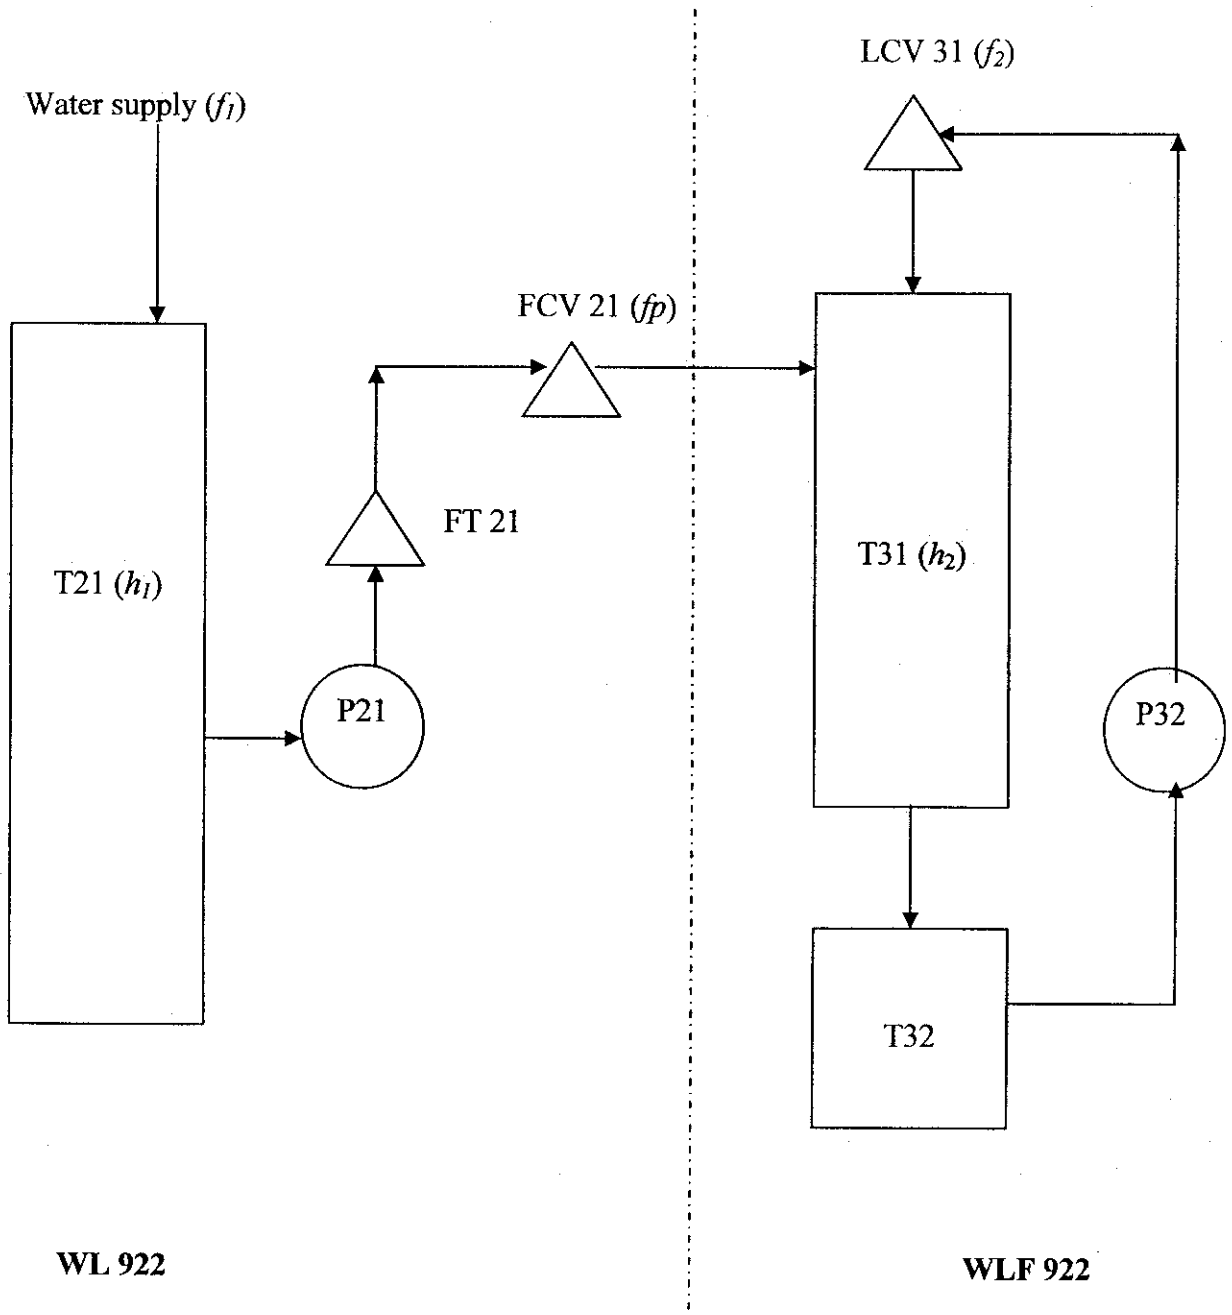 LCV 31 (f2)
Water supply (f1)
FCV 21 (fp)
FT 21
T21 (h1)
T31 (h2)
P21
P32
T32
WL 922
WLF 922